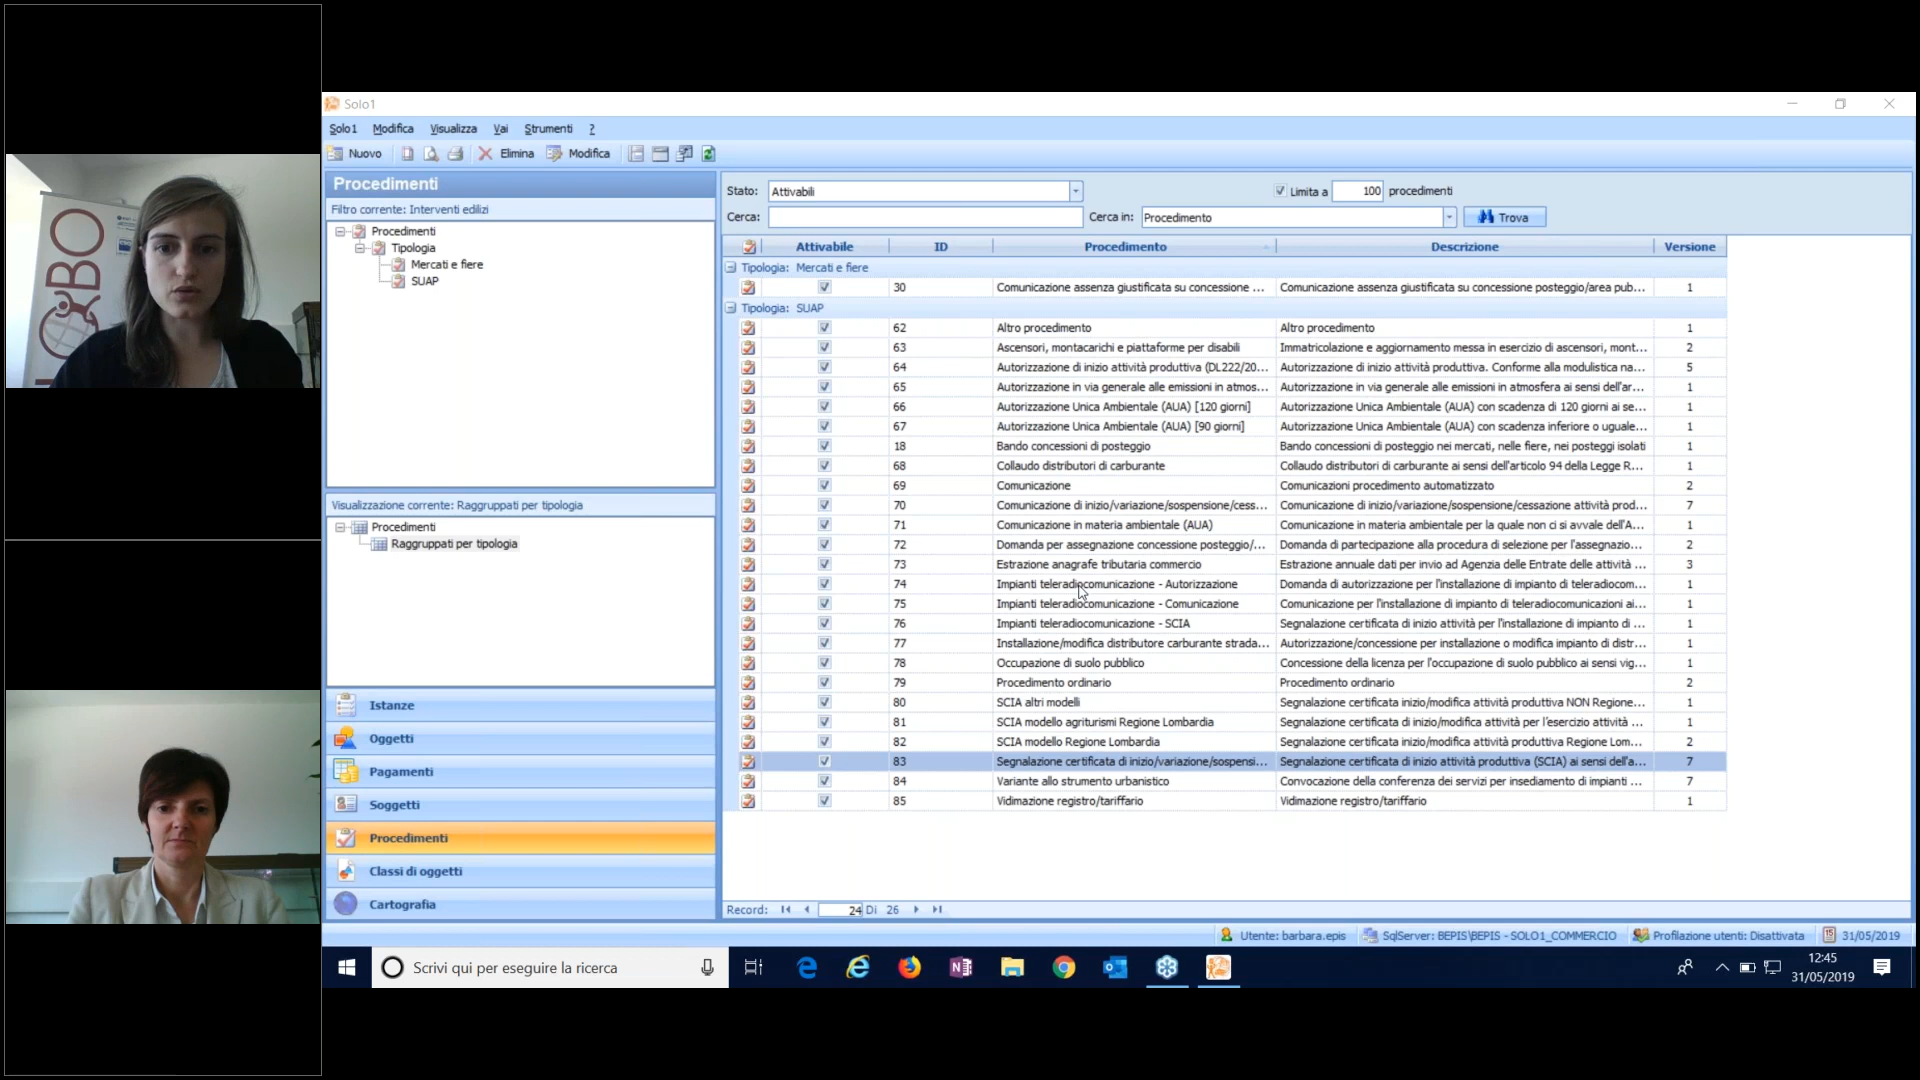 Solo1
Solo1 Modifica Visualizza Vai Strumenti ?
Nuovo Elimina Modifica
Procedimenti
Filtro corrente: Interventi edilizi
Procedimenti
Tipologia
Mercati e fiere
SUAP
Visualizzazione corrente: Raggruppati per tipologia
Procedimenti
Raggruppati per tipologia
Istanze
Oggetti
Pagamenti
Soggetti
Procedimenti
Classi di oggetti
Cartografia
Stato: Attivabili Limita a 100 procedimenti
Cerca: Cerca in: Procedimento Trova
Attivabile ID Procedimento Descrizione Versione
Tipologia: Mercati e fiere
30 Comunicazione assenza giustificata su concessione ... Comunicazione assenza giustificata su concessione posteggio/area pub... 1
Tipologia: SUAP
62 Altro procedimento Altro procedimento 1
63 Ascensori, montacarichi e piattaforme per disabili Immatricolazione e aggiornamento messa in esercizio di ascensori, mont... 2
64 Autorizzazione di inizio attività produttiva (DL222/20... Autorizzazione di inizio attività produttiva. Conforme alla modulistica na... 5
65 Autorizzazione in via generale alle emissioni in atmos... Autorizzazione in via generale alle emissioni in atmosfera ai sensi dell'ar... 1
66 Autorizzazione Unica Ambientale (AUA) [120 giorni] Autorizzazione Unica Ambientale (AUA) con scadenza di 120 giorni ai se... 1
67 Autorizzazione Unica Ambientale (AUA) [90 giorni] Autorizzazione Unica Ambientale (AUA) con scadenza inferiore o uguale... 1
18 Bando concessioni di posteggio Bando concessioni di posteggio nei mercati, nelle fiere, nei posteggi isolati 1
68 Collaudo distributori di carburante Collaudo distributori di carburante ai sensi dell'articolo 94 della Legge R... 1
69 Comunicazione Comunicazioni procedimento automatizzato 2
70 Comunicazione di inizio/variazione/sospensione/cess... Comunicazione di inizio/variazione/sospensione/cessazione attività prod... 7
71 Comunicazione in materia ambientale (AUA) Comunicazione in materia ambientale per la quale non ci si avvale dell'A... 1
72 Domanda per assegnazione concessione posteggio/... Domanda di partecipazione alla procedura di selezione per l'assegnazio... 2
73 Estrazione anagrafe tributaria commercio Estrazione annuale dati per invio ad Agenzia delle Entrate delle attività ... 3
74 Impianti teleradiocomunicazione - Autorizzazione Domanda di autorizzazione per l'installazione di impianto di teleradiocom... 1
75 Impianti teleradiocomunicazione - Comunicazione Comunicazione per l'installazione di impianto di teleradiocomunicazioni ai... 1
76 Impianti teleradiocomunicazione - SCIA Segnalazione certificata di inizio attività per l'installazione di impianto di ... 1
77 Installazione/modifica distributore carburante strada... Autorizzazione/concessione per installazione o modifica impianto di distr... 1
78 Occupazione di suolo pubblico Concessione della licenza per l'occupazione di suolo pubblico ai sensi vig... 1
79 Procedimento ordinario Procedimento ordinario 2
80 SCIA altri modelli Segnalazione certificata inizio/modifica attività produttiva NON Regione... 1
81 SCIA modello agriturismi Regione Lombardia Segnalazione certificata di inizio/modifica attività per l'esercizio attività ... 1
82 SCIA modello Regione Lombardia Segnalazione certificata inizio/modifica attività produttiva Regione Lom... 2
83 Segnalazione certificata di inizio/variazione/sospensi... Segnalazione certificata di inizio attività produttiva (SCIA) ai sensi dell'a... 7
84 Variante allo strumento urbanistico Convocazione della conferenza dei servizi per insediamento di impianti ... 7
85 Vidimazione registro/tariffario Vidimazione registro/tariffario 1
Record: 24 Di 26
Utente: barbara.epis SqlServer: BEPIS\BEPIS - SOLO1_COMMERCIO Profilazione utenti: Disattivata 31/05/2019
Scrivi qui per eseguire la ricerca
12:45
31/05/2019